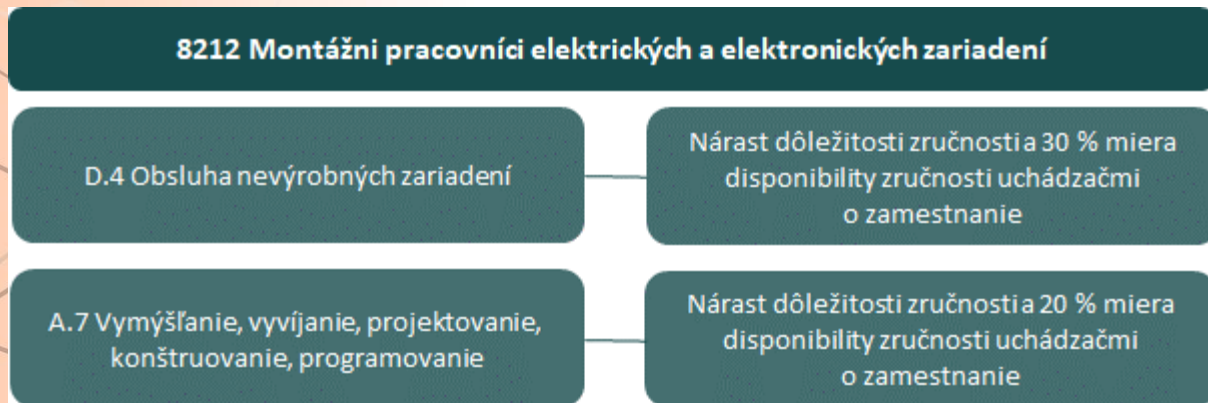 8212 Montážni pracovníci elektrických a elektronických zariadení
D.4 Obsluha nevýrobných zariadení
Nárast dôležitosti zručnosti a 30 % miera
disponibility zručnosti uchádzačmi
o zamestnanie
A.7 Vymýšľanie, vyvíjanie, projektovanie,
konštruovanie, programovanie
Nárast dôležitosti zručnosti a 20 % miera
disponibility zručnosti uchádzačmi
o zamestnanie